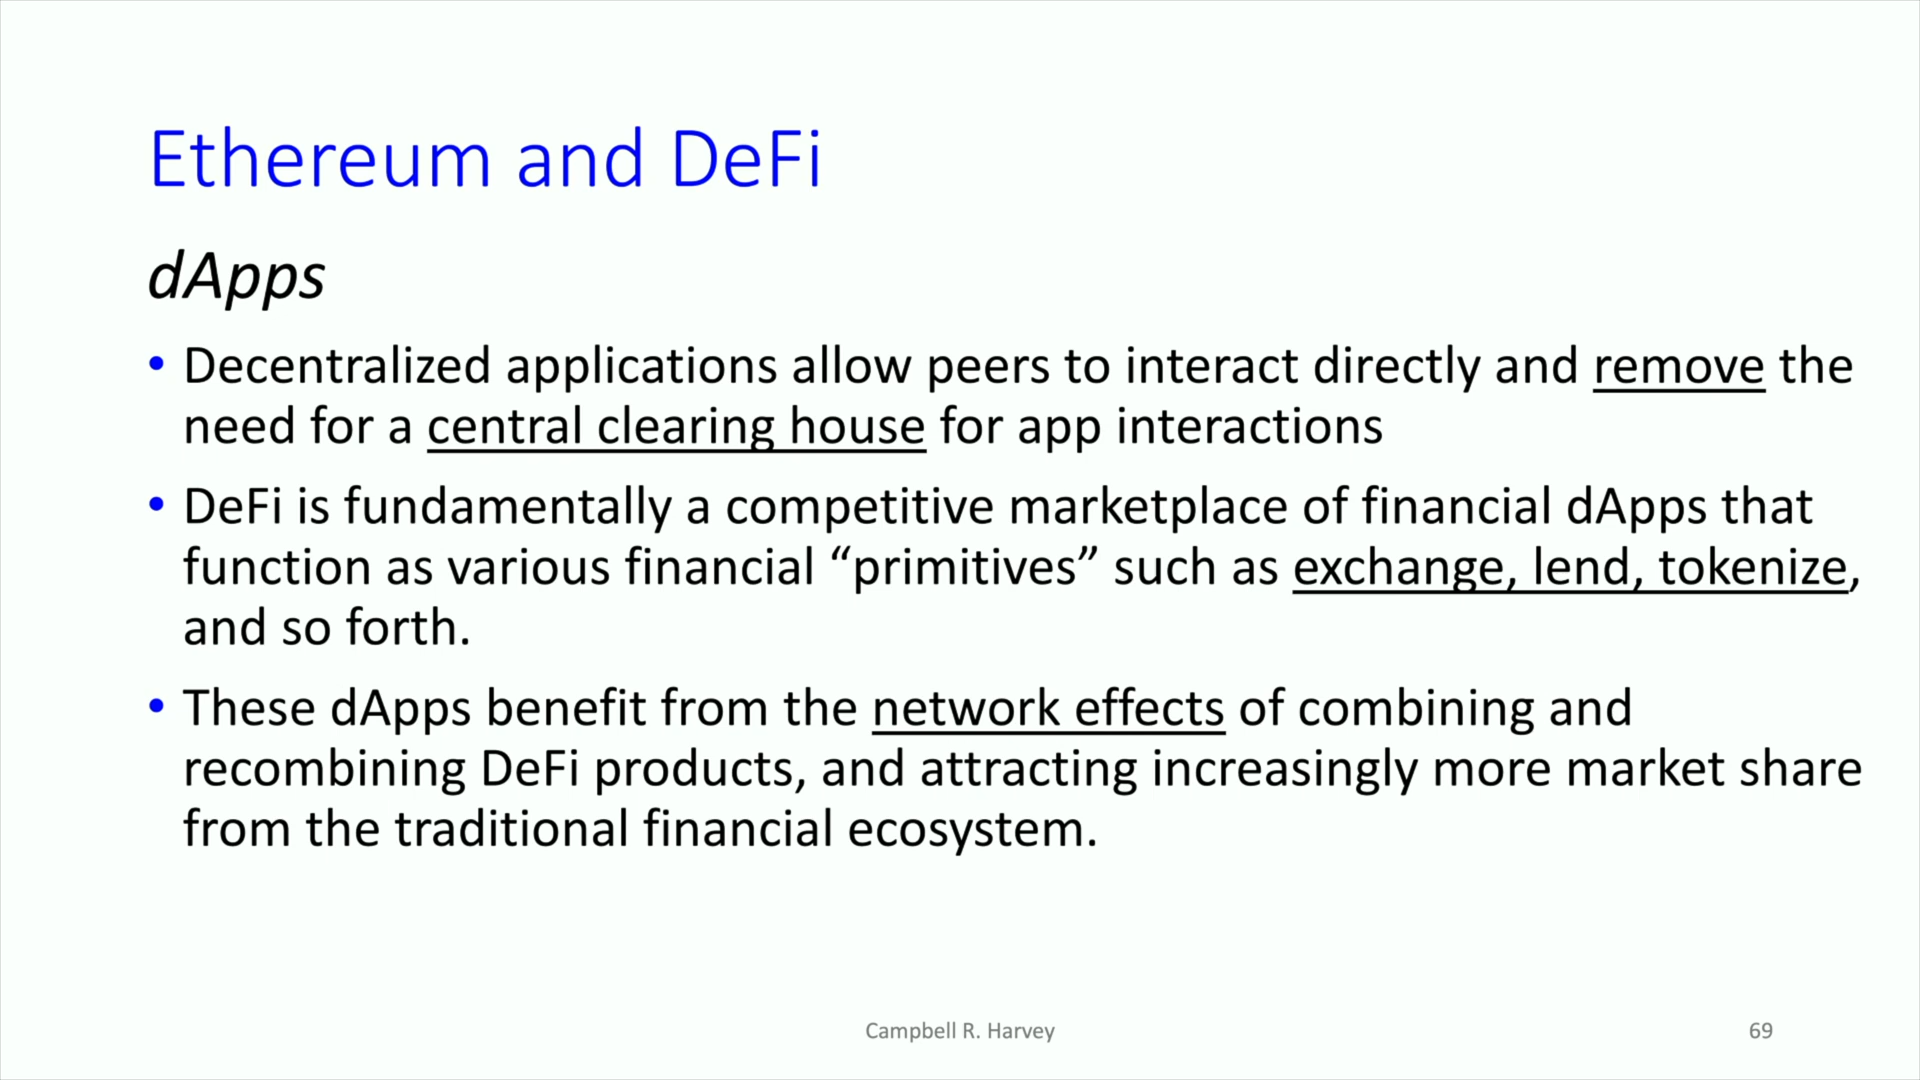 Ethereum and DeFi
dApps
• Decentralized applications allow peers to interact directly and remove the
need for a central clearing house for app interactions
• DeFi is fundamentally a competitive marketplace of financial dApps that
function as various financial “primitives” such as exchange, lend, tokenize,
and so forth.
• These dApps benefit from the network effects of combining and
recombining DeFi products, and attracting increasingly more market share
from the traditional financial ecosystem.
Campbell R. Harvey
69